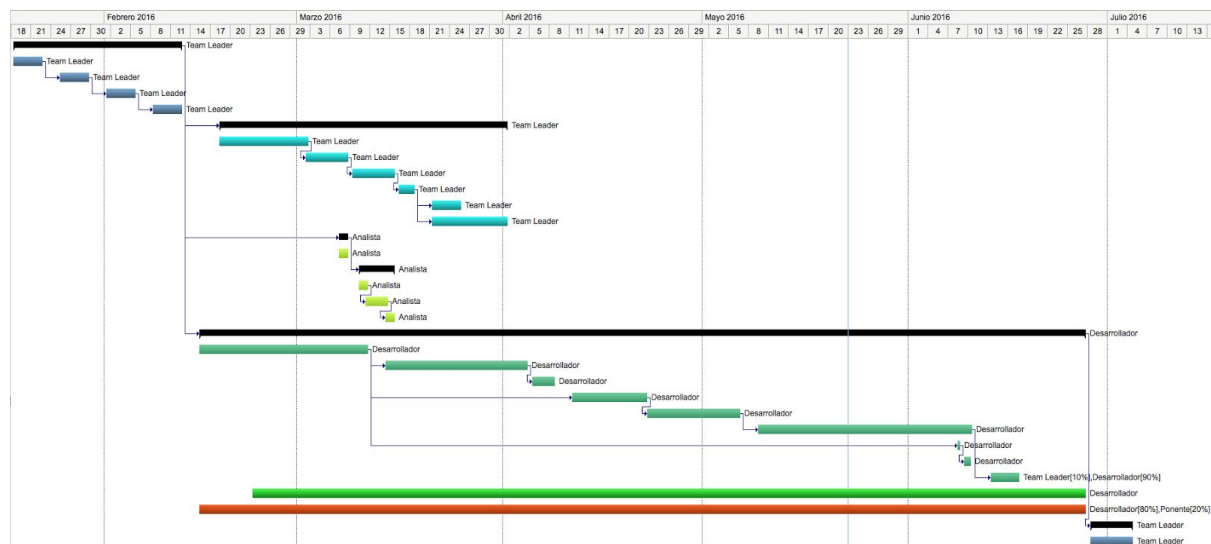 Febrero 2016 Marzo 2016 Abril 2016 Mayo 2016 Junio 2016 Julio 2016
18 21 24 27 30 2 5 8 11 14 17 20 23 26 29 3 6 9 12 15 18 21 24 27 30 2 5 8 11 14 17 20 23 26 29 2 5 8 11 14 17 20 23 26 29 1 4 7 10 13 16 19 22 25 28 1 4 7 10 13
Team Leader
Team Leader
Team Leader
Team Leader
Team Leader
Team Leader
Team Leader
Team Leader
Team Leader
Team Leader
Team Leader
Team Leader
Analista
Analista
Analista
Analista
Analista
Analista
Desarrollador
Desarrollador
Desarrollador
Desarrollador
Desarrollador
Desarrollador
Desarrollador
Desarrollador
Desarrollador
Team Leader[10%],Desarrollador[90%]
Desarrollador
Desarrollador[80%],Ponente[20%]
Team Leader
Team Leader